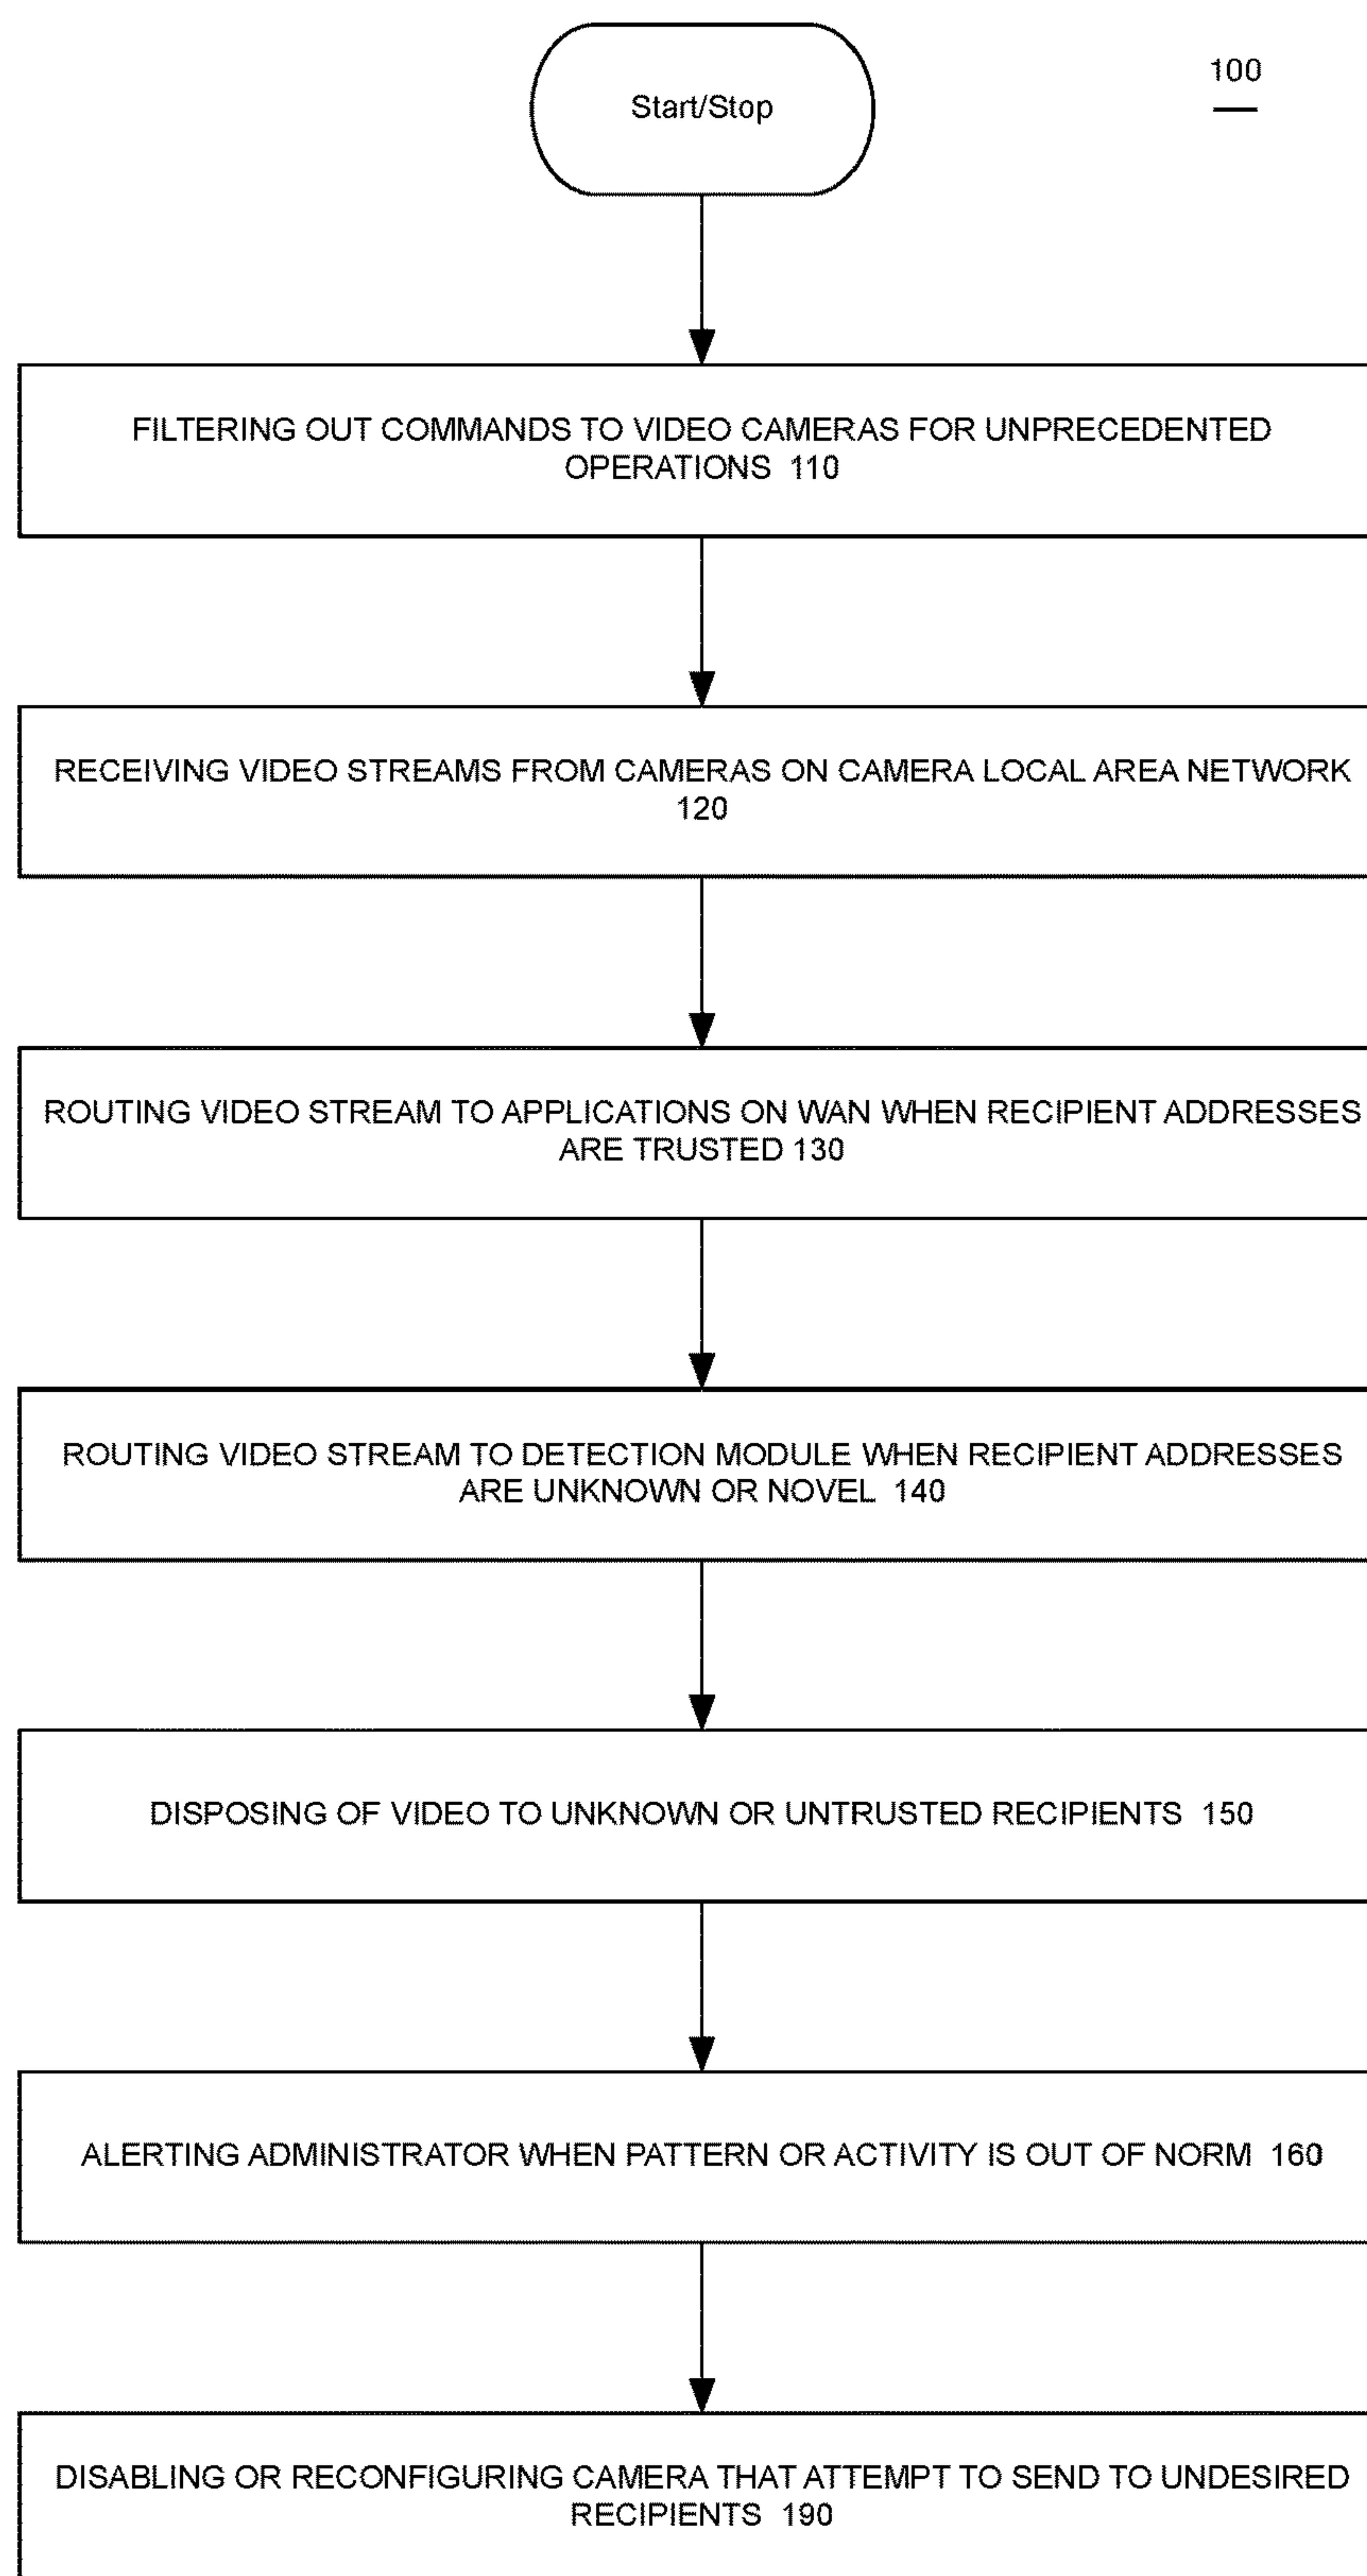 Start/Stop
100
FILTERING OUT COMMANDS TO VIDEO CAMERAS FOR UNPRECEDENTED
OPERATIONS 110
RECEIVING VIDEO STREAMS FROM CAMERAS ON CAMERA LOCAL AREA NETWORK
120
ROUTING VIDEO STREAM TO APPLICATIONS ON WAN WHEN RECIPIENT ADDRESSES
ARE TRUSTED 130
ROUTING VIDEO STREAM TO DETECTION MODULE WHEN RECIPIENT ADDRESSES
ARE UNKNOWN OR NOVEL 140
DISPOSING OF VIDEO TO UNKNOWN OR UNTRUSTED RECIPIENTS 150
ALERTING ADMINISTRATOR WHEN PATTERN OR ACTIVITY IS OUT OF NORM 160
DISABLING OR RECONFIGURING CAMERA THAT ATTEMPT TO SEND TO UNDESIRED
RECIPIENTS 190